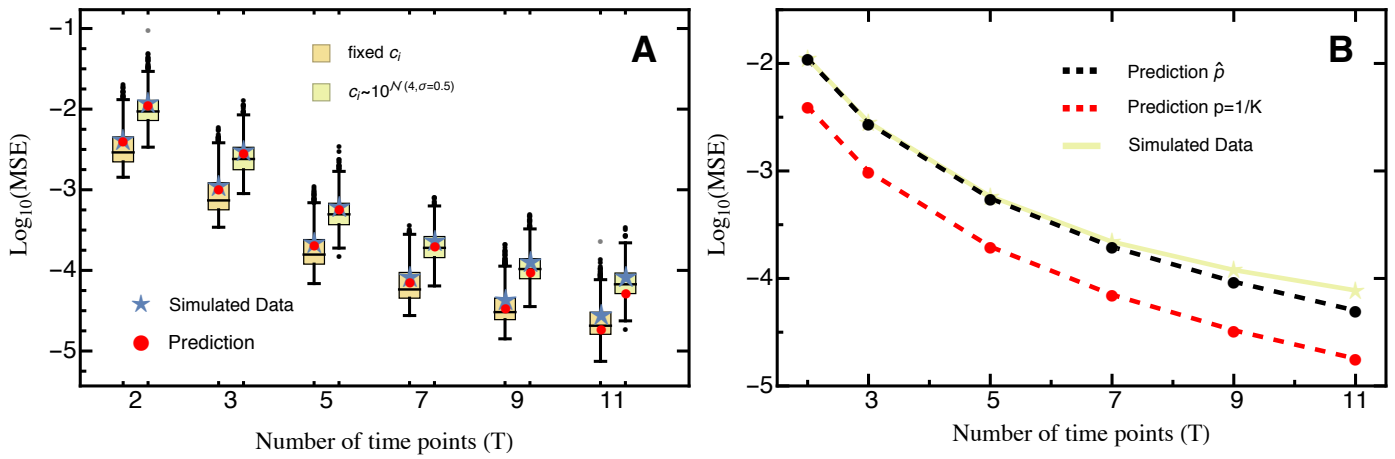 A
fixed cᵢ
cᵢ~10^𝒩(4,σ=0.5)
Simulated Data
Prediction
Log₁₀(MSE)
-1
-2
-3
-4
-5
2 3 5 7 9 11
Number of time points (T)
B
Prediction p̂
Prediction p=1/K
Simulated Data
Log₁₀(MSE)
-2
-3
-4
-5
3 5 7 9 11
Number of time points (T)